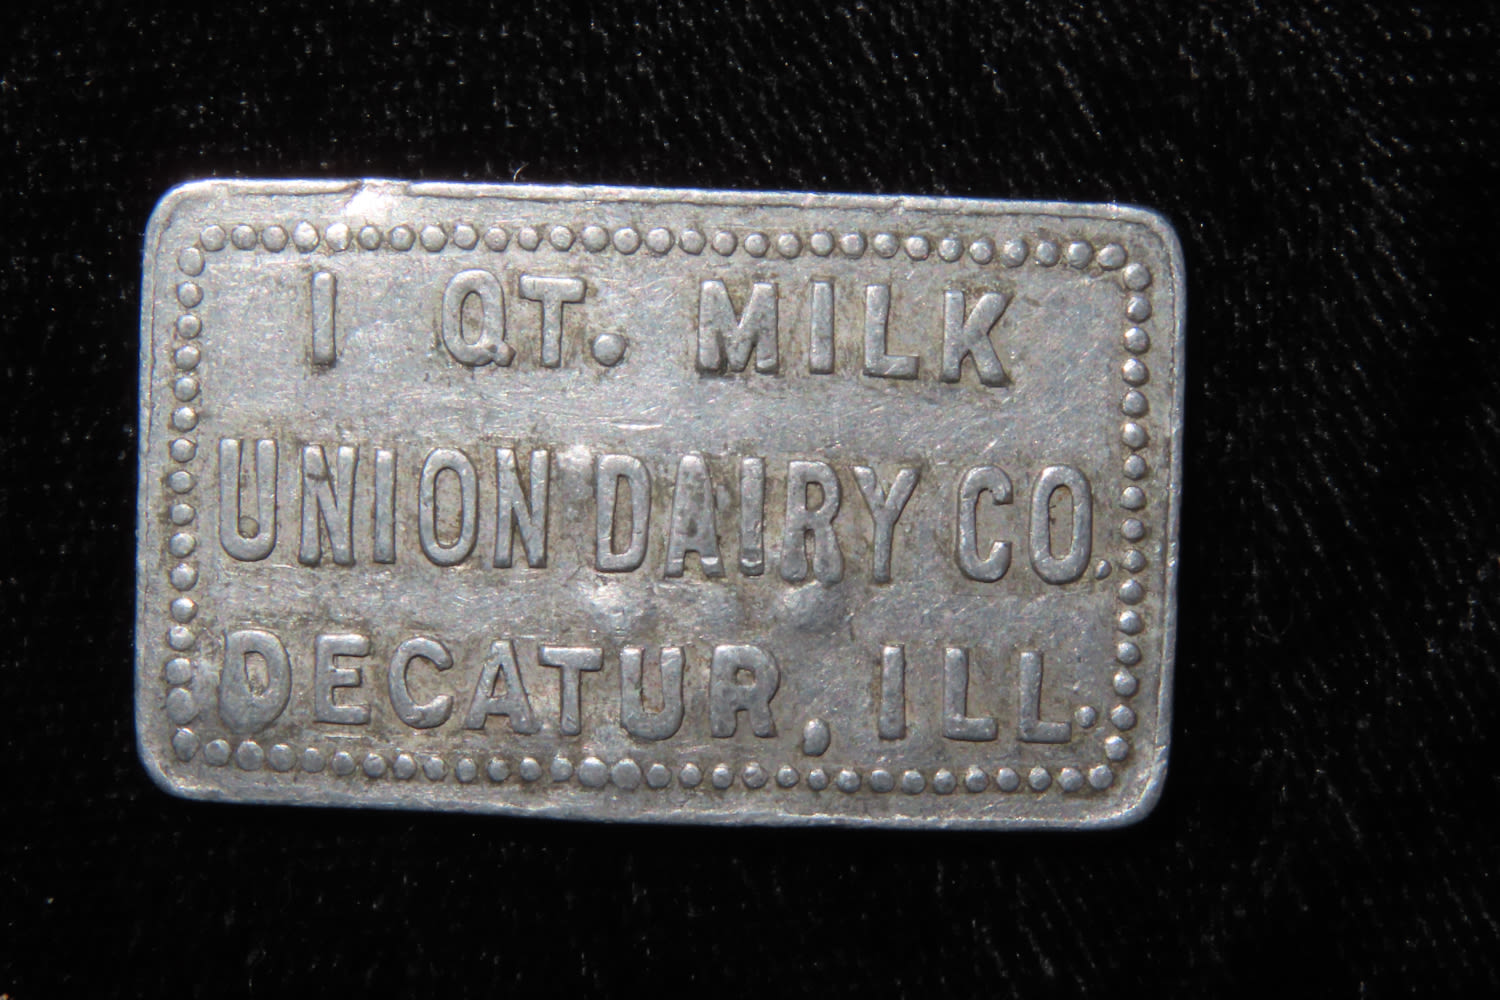 1 QT. MILK
UNION DAIRY CO.
DECATUR, ILL.